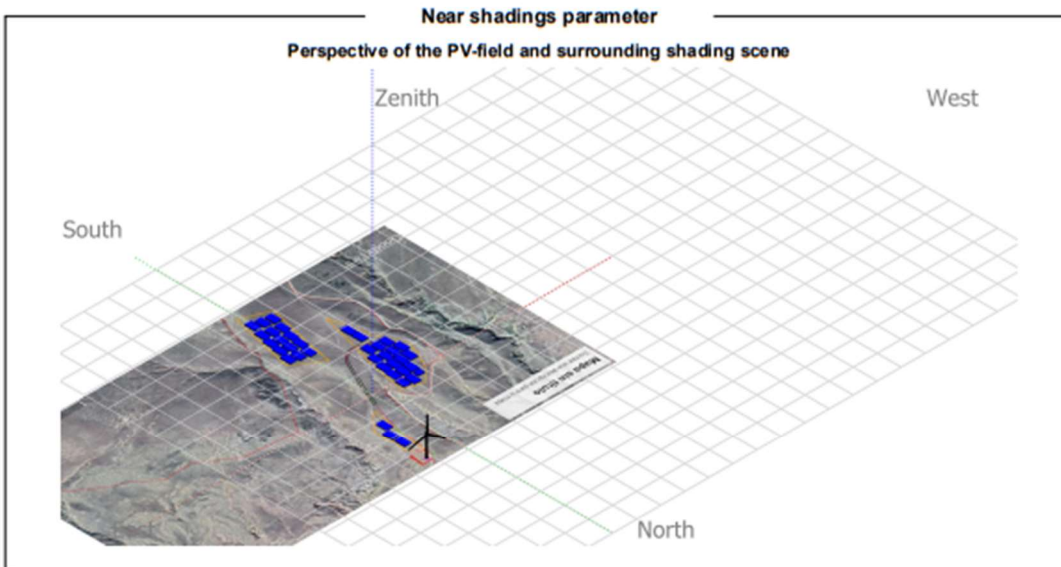 Near shadings parameter
Perspective of the PV-field and surrounding shading scene
Zenith
West
South
North